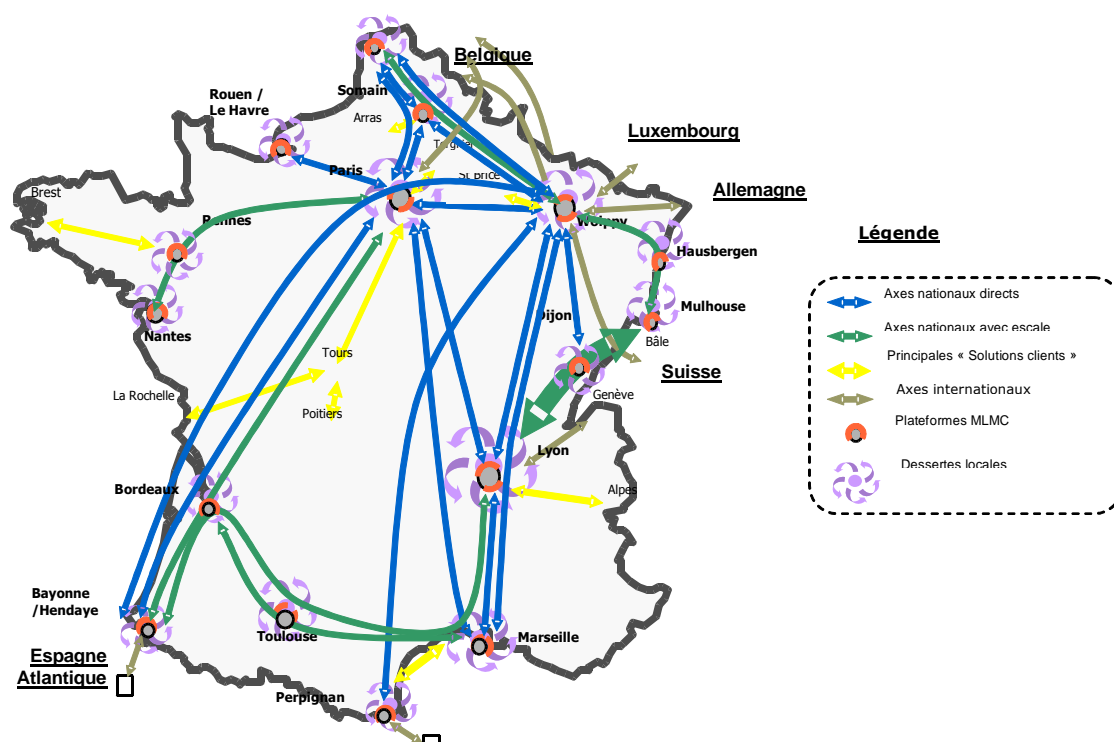 Belgique
Somain
Rouen /
Le Havre
Arras
Luxembourg
Paris
St Brice
Allemagne
Brest
Rennes
Woippy
Légende
Hausbergen
Axes nationaux directs
Mulhouse
Nantes
Dijon
Axes nationaux avec escale
Bâle
Tours
Principales « Solutions clients »
Suisse
La Rochelle
Genève
Axes internationaux
Poitiers
Plateformes MLMC
Lyon
Dessertes locales
Bordeaux
Alpes
Bayonne
/Hendaye
Toulouse
Marseille
Espagne
Atlantique
Perpignan